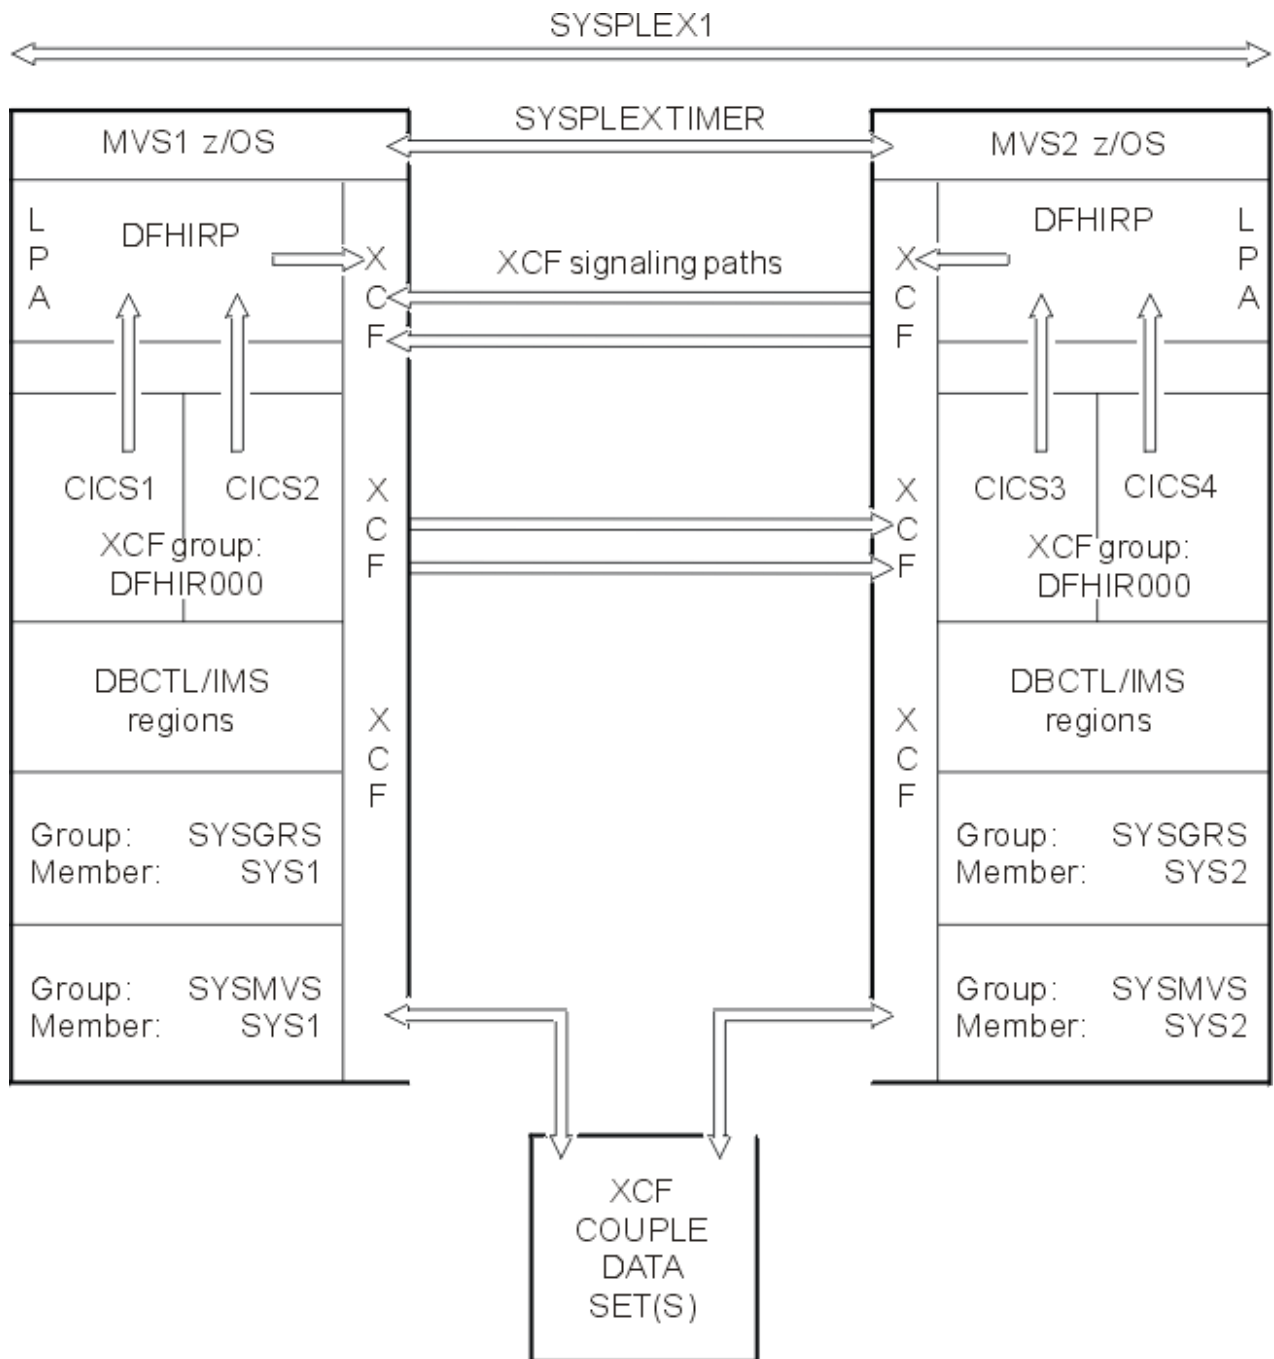 SYSPLEX1
SYSPLEXTIMER
MVS1 z/OS
L
P
A
DFHIRP
X
C
F
CICS1
CICS2
XCF group:
DFHIR000
X
C
F
DBCTL/IMS
regions
X
C
F
Group: SYSGRS
Member: SYS1
Group: SYSMVS
Member: SYS1
XCF signaling paths
MVS2 z/OS
X
C
F
DFHIRP
L
P
A
X
C
F
CICS3
CICS4
XCF group:
DFHIR000
X
C
F
DBCTL/IMS
regions
Group: SYSGRS
Member: SYS2
Group: SYSMVS
Member: SYS2
XCF
COUPLE
DATA
SET(S)